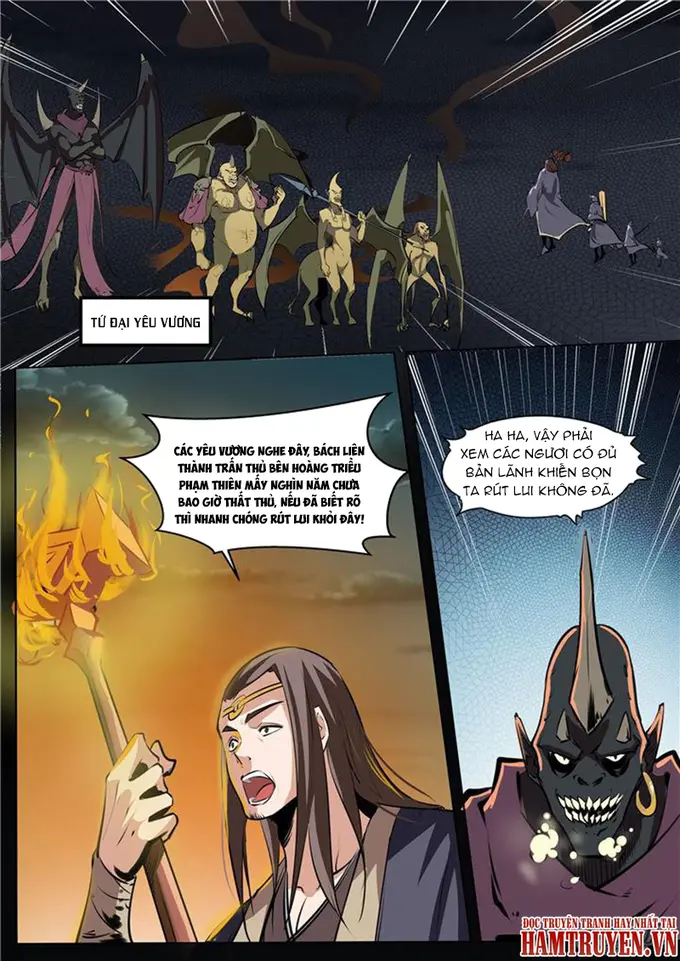 TỨ ĐẠI YÊU VƯƠNG
CÁC YÊU VƯƠNG NGHE ĐÂY, BÁCH LIÊN
THÀNH TRẤN THỦ BÊN HOÀNG TRIỀU
PHẠM THIÊN MẤY NGHÌN NĂM CHƯA
BAO GIỜ THẤT THỦ, NẾU ĐÃ BIẾT RÕ
THÌ NHANH CHÓNG RÚT LUI KHỎI ĐÂY!
HA HA, VẬY PHẢI
XEM CÁC NGƯƠI CÓ ĐỦ
BẢN LÃNH KHIẾN BỌN
TA RÚT LUI KHÔNG ĐÃ.
ĐỌC TRUYỆN TRANH HAY NHẤT TẠI
HAMTRUYEN.VN